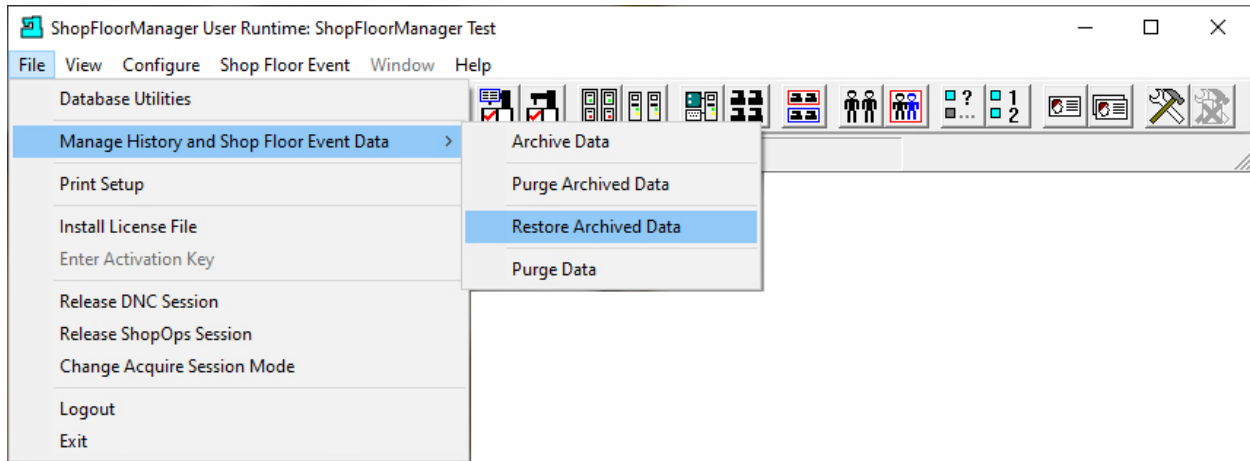 ShopFloorManager User Runtime: ShopFloorManager Test
File View Configure Shop Floor Event Window Help
Database Utilities
Manage History and Shop Floor Event Data
Archive Data
Purge Archived Data
Restore Archived Data
Purge Data
Print Setup
Install License File
Enter Activation Key
Release DNC Session
Release ShopOps Session
Change Acquire Session Mode
Logout
Exit
? ...
1 2